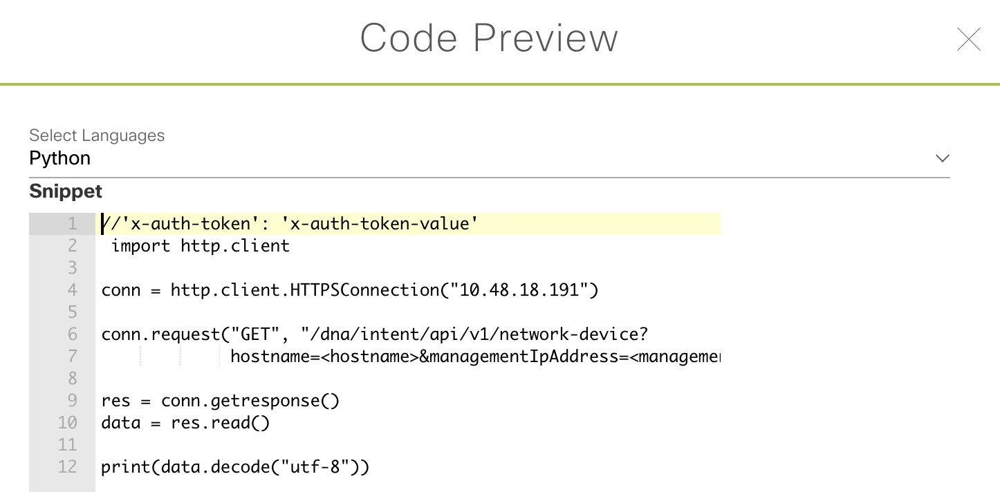 Code Preview
Select Languages
Python
Snippet
1 //'x-auth-token': 'x-auth-token-value'
2  import http.client
3
4 conn = http.client.HTTPSConnection("10.48.18.191")
5
6 conn.request("GET", "/dna/intent/api/v1/network-device?
7              hostname=<hostname>&managementIpAddress=<manageme
8
9 res = conn.getresponse()
10 data = res.read()
11
12 print(data.decode("utf-8"))